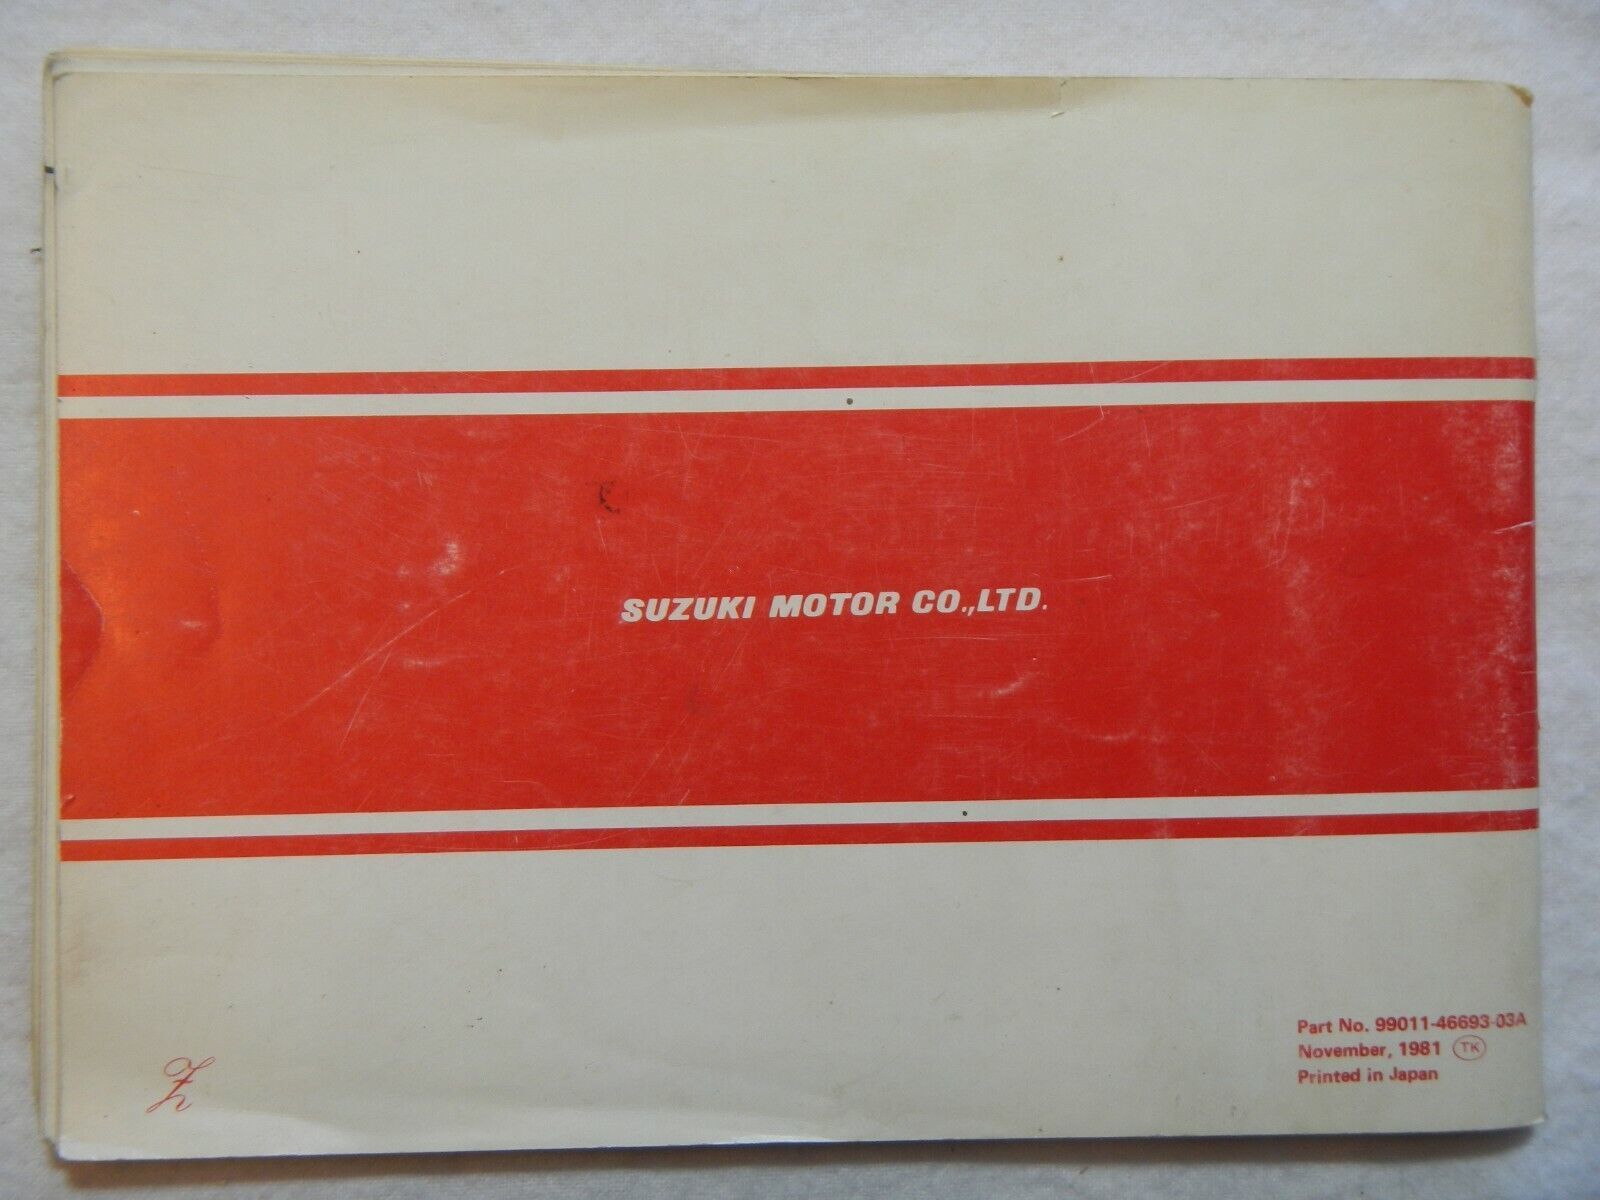 SUZUKI MOTOR CO.,LTD.
Part No. 99011-46693-03A
November, 1981 TK
Printed in Japan
Z